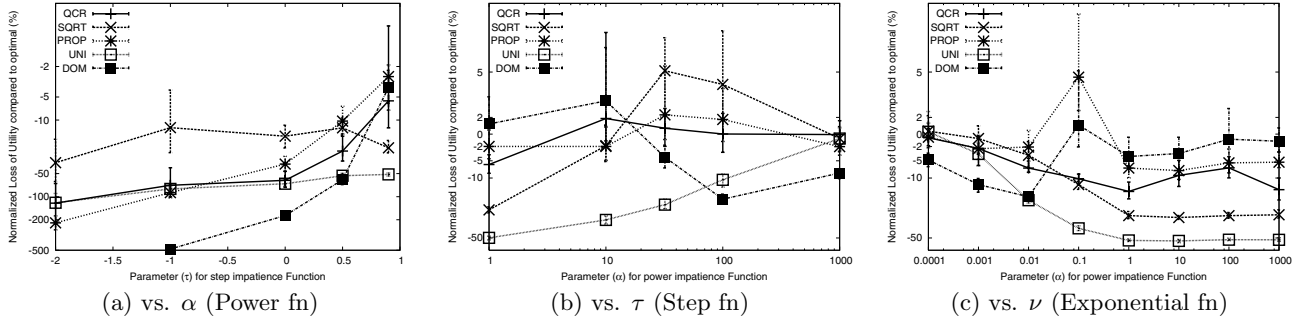 Normalized Loss of Utility compared to optimal (%)
QCR
SQRT
PROP
UNI
DOM
-2
-5
-10
-50
-100
-200
-500
-2 -1.5 -1 -0.5 0 0.5 1
Parameter (τ) for step impatience Function
(a) vs. α (Power fn)
Normalized Loss of Utility compared to optimal (%)
QCR
SQRT
PROP
UNI
DOM
5
2
0
-2
-5
-10
-50
1 10 100 1000
Parameter (α) for power impatience Function
(b) vs. τ (Step fn)
Normalized Loss of Utility compared to optimal (%)
QCR
SQRT
PROP
UNI
DOM
5
2
0
-2
-5
-10
-50
0.0001 0.001 0.01 0.1 1 10 100 1000
Parameter (α) for power impatience Function
(c) vs. ν (Exponential fn)